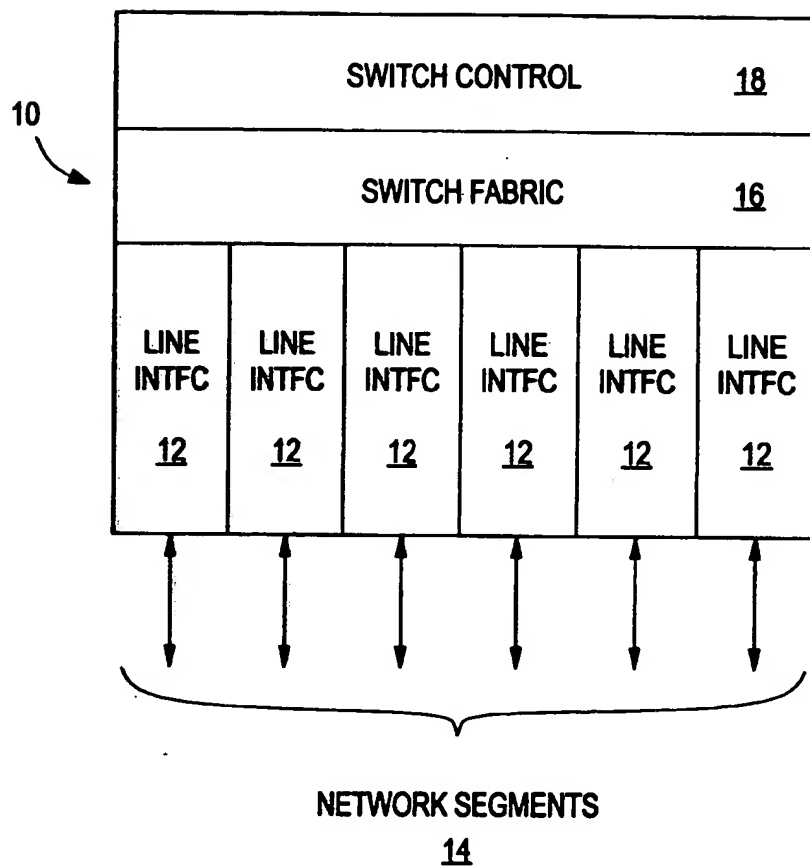 SWITCH CONTROL 18
10
SWITCH FABRIC 16
LINE INTFC 12
LINE INTFC 12
LINE INTFC 12
LINE INTFC 12
LINE INTFC 12
LINE INTFC 12
NETWORK SEGMENTS
14